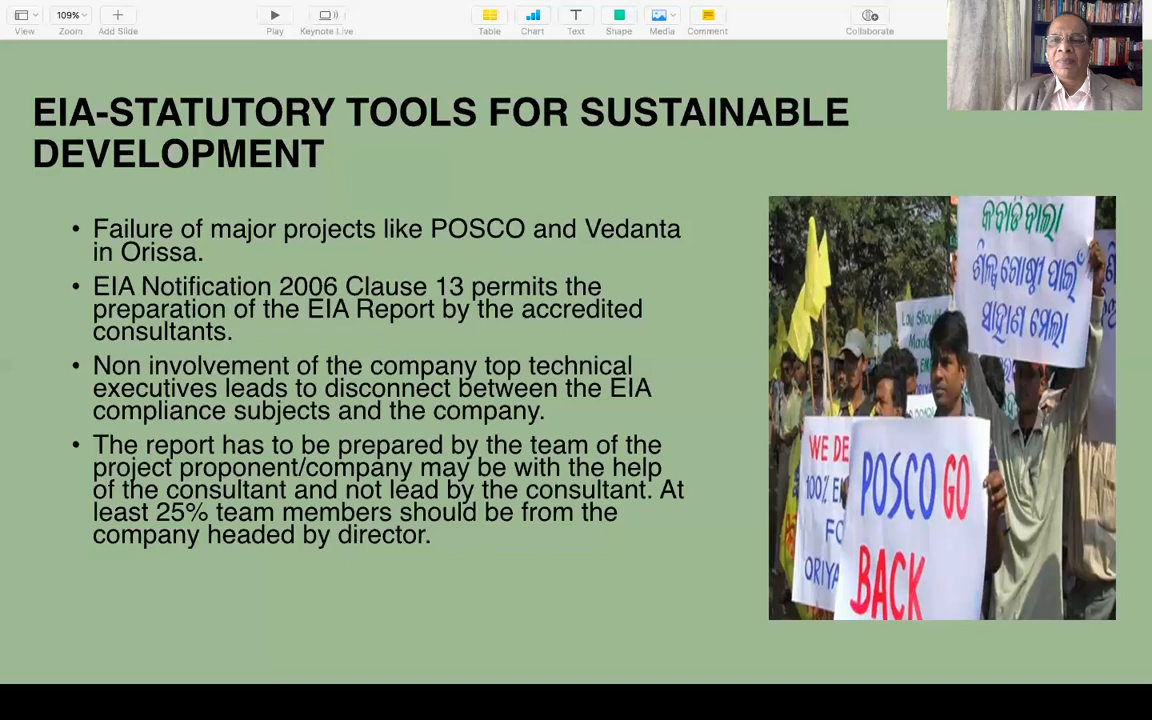 View
109%
Zoom
Add Slide
Play
Keynote Live
Table
Chart
Text
Shape
Media
Comment
Collaborate
EIA-STATUTORY TOOLS FOR SUSTAINABLE
DEVELOPMENT
• Failure of major projects like POSCO and Vedanta
in Orissa.
• EIA Notification 2006 Clause 13 permits the
preparation of the EIA Report by the accredited
consultants.
• Non involvement of the company top technical
executives leads to disconnect between the EIA
compliance subjects and the company.
• The report has to be prepared by the team of the
project proponent/company may be with the help
of the consultant and not lead by the consultant. At
least 25% team members should be from the
company headed by director.
କବାଡି ବାଲା
ଶିଳ୍ପ ଗୋଷ୍ଠୀ ପାଇଁ
ସାହାଣ ମେଲା
WE DE
100% E
FO
ORIYA
POSCO GO
BACK